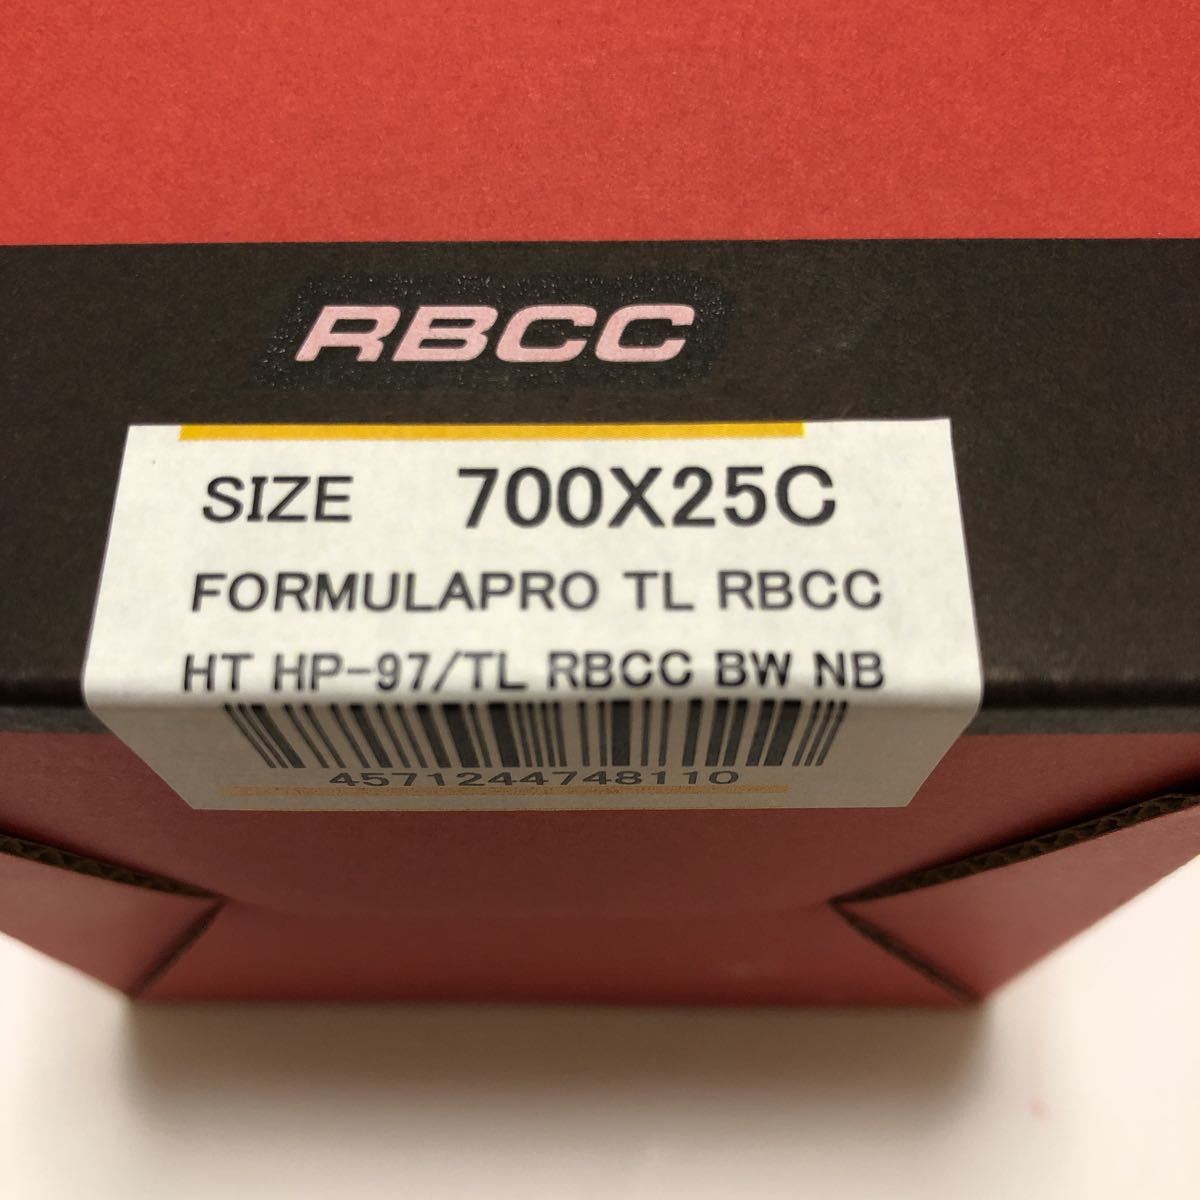 RBCC
SIZE 700X25C
FORMULAPRO TL RBCC
HT HP-97/TL RBCC BW NB
4571244748110